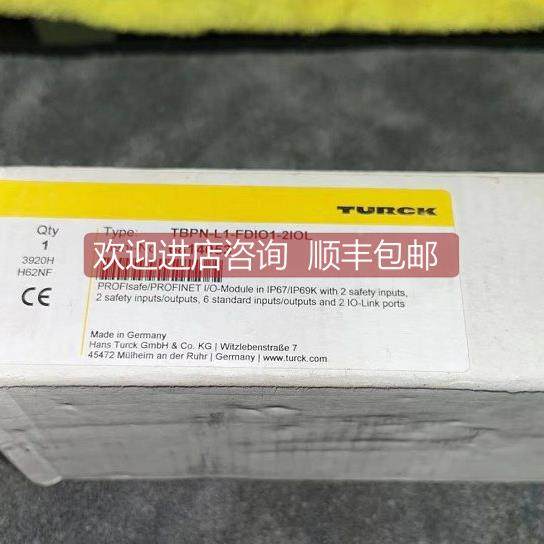 TURCK
Qty
1
3920H
H62NF
CE
Type: TBPN-L1-FDIO1-2IOL
欢迎进店咨询 顺丰包邮
PROFIsafe/PROFINET I/O-Module in IP67/IP69K with 2 safety inputs,
2 safety inputs/outputs, 6 standard inputs/outputs and 2 IO-Link ports
Made in Germany
Hans Turck GmbH & Co. KG | Witzlebenstraße 7
45472 Mülheim an der Ruhr | Germany | www.turck.com